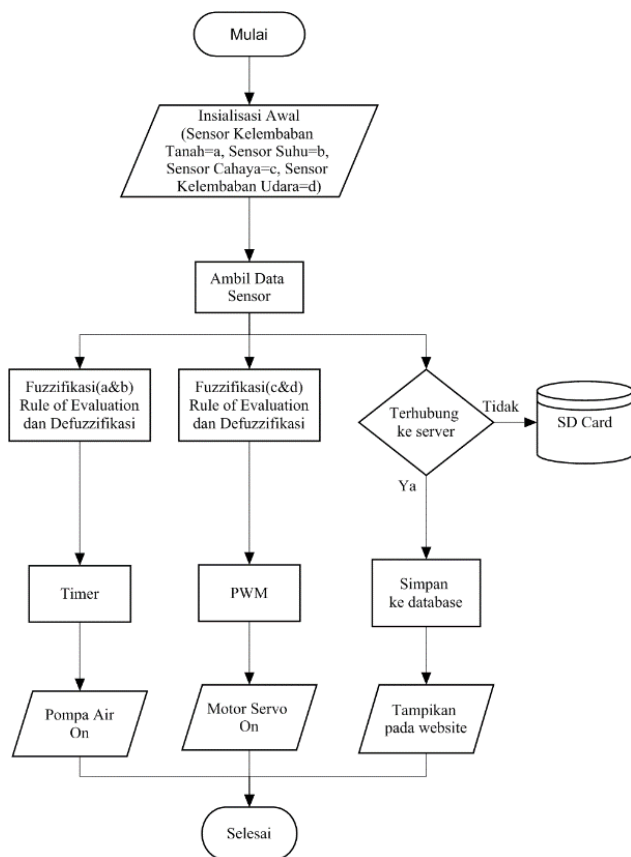 Mulai
Insialisasi Awal
(Sensor Kelembaban
Tanah=a, Sensor Suhu=b,
Sensor Cahaya=c, Sensor
Kelembaban Udara=d)
Ambil Data
Sensor
Fuzzifikasi(a&b)
Rule of Evaluation
dan Defuzzifikasi
Fuzzifikasi(c&d)
Rule of Evaluation
dan Defuzzifikasi
Terhubung
ke server
Tidak
SD Card
Ya
Timer
PWM
Simpan
ke database
Pompa Air
On
Motor Servo
On
Tampikan
pada website
Selesai